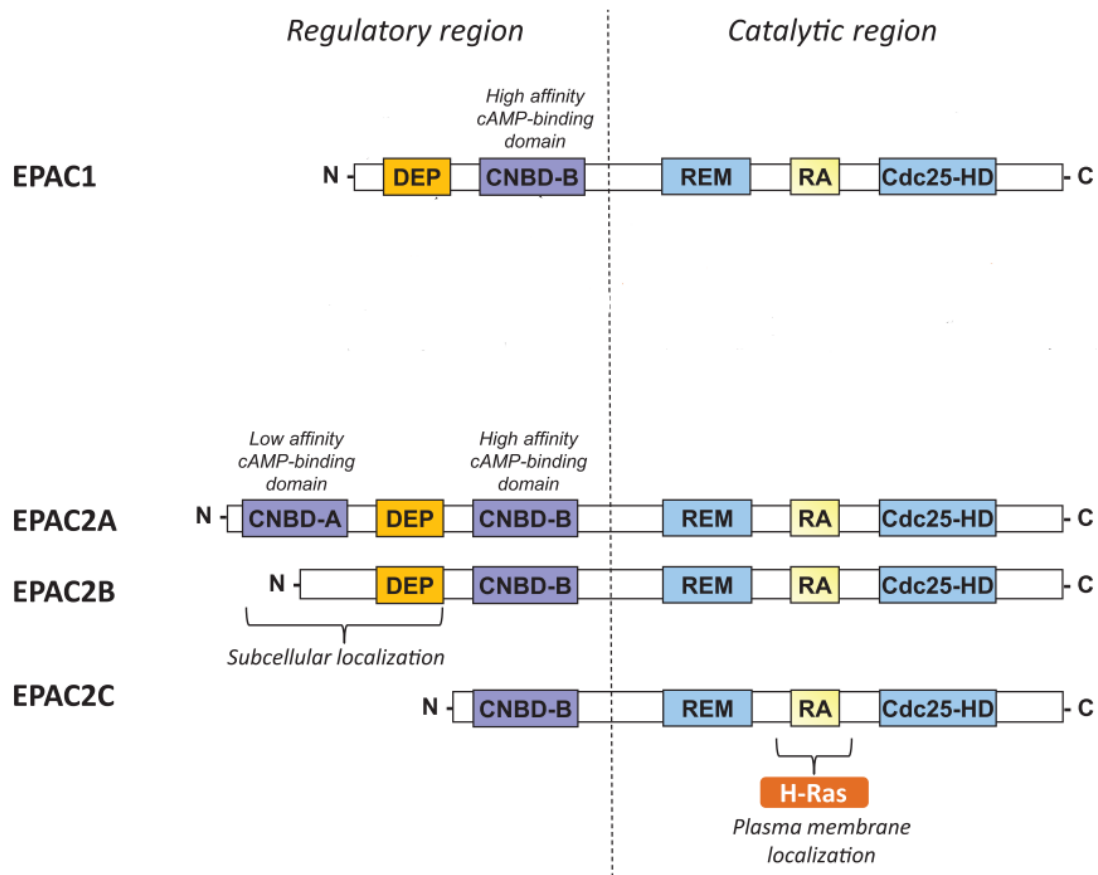 Regulatory region
Catalytic region
High affinity
cAMP-binding
domain
EPAC1
N
DEP
CNBD-B
REM
RA
Cdc25-HD
C
Low affinity
cAMP-binding
domain
High affinity
cAMP-binding
domain
EPAC2A
N
CNBD-A
DEP
CNBD-B
REM
RA
Cdc25-HD
C
EPAC2B
N
DEP
CNBD-B
REM
RA
Cdc25-HD
C
Subcellular localization
EPAC2C
N
CNBD-B
REM
RA
Cdc25-HD
C
H-Ras
Plasma membrane
localization